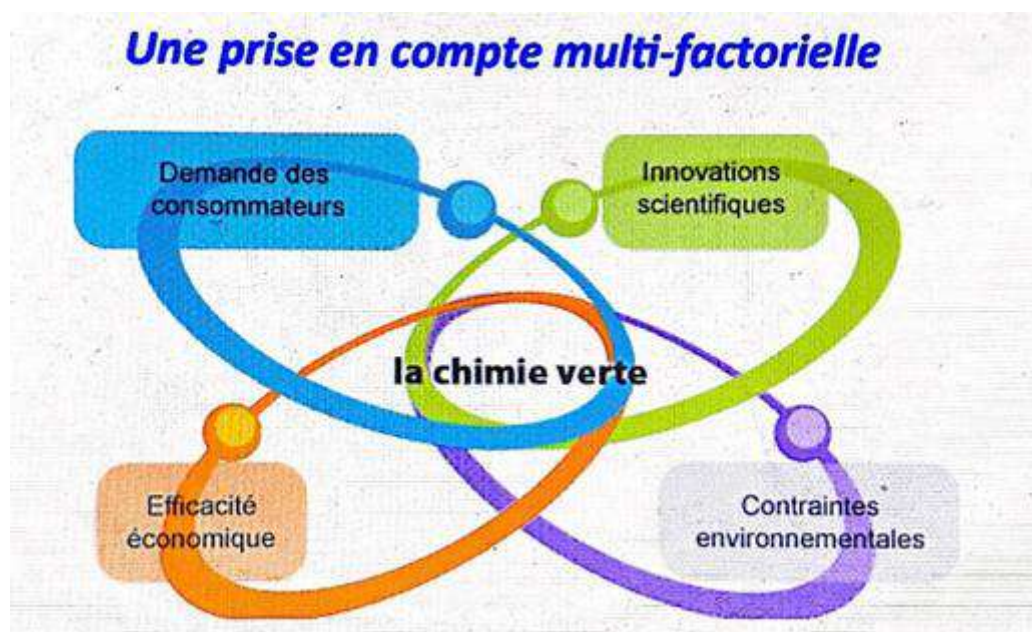 Une prise en compte multi-factorielle
Demande des
consommateurs
Innovations
scientifiques
la chimie verte
Efficacité
économique
Contraintes
environnementales